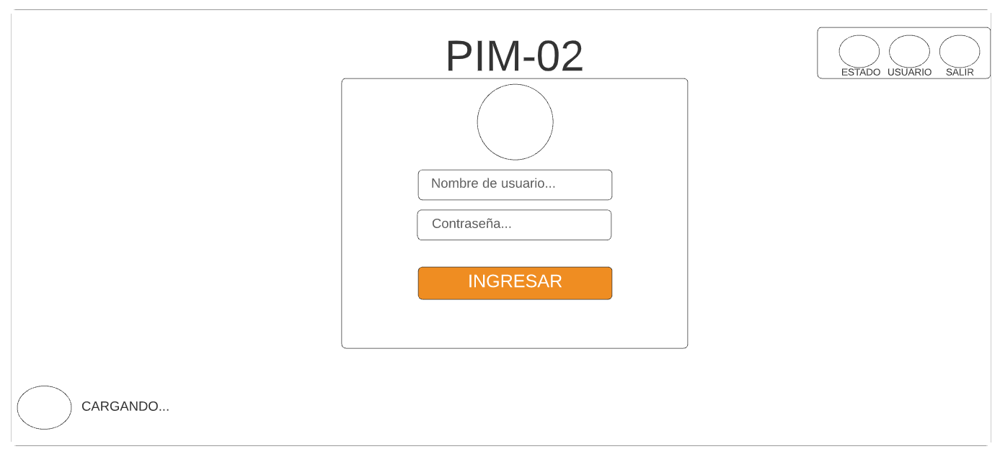 PIM-02
ESTADO USUARIO SALIR
Nombre de usuario...
Contraseña...
INGRESAR
CARGANDO...